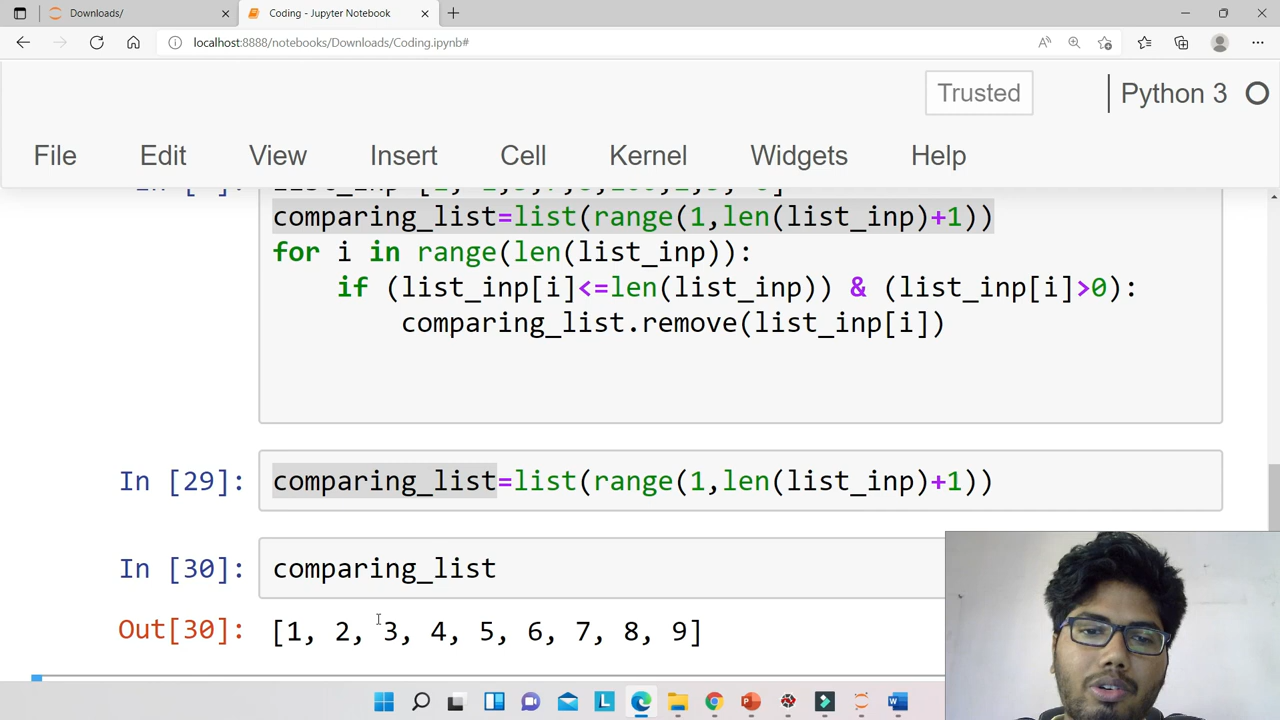 Downloads/
Coding - Jupyter Notebook
localhost:8888/notebooks/Downloads/Coding.ipynb#
Trusted
Python 3
File Edit View Insert Cell Kernel Widgets Help
comparing_list=list(range(1,len(list_inp)+1))
for i in range(len(list_inp)):
if (list_inp[i]<=len(list_inp)) & (list_inp[i]>0):
comparing_list.remove(list_inp[i])
In [29]: comparing_list=list(range(1,len(list_inp)+1))
In [30]: comparing_list
Out[30]: [1, 2, 3, 4, 5, 6, 7, 8, 9]